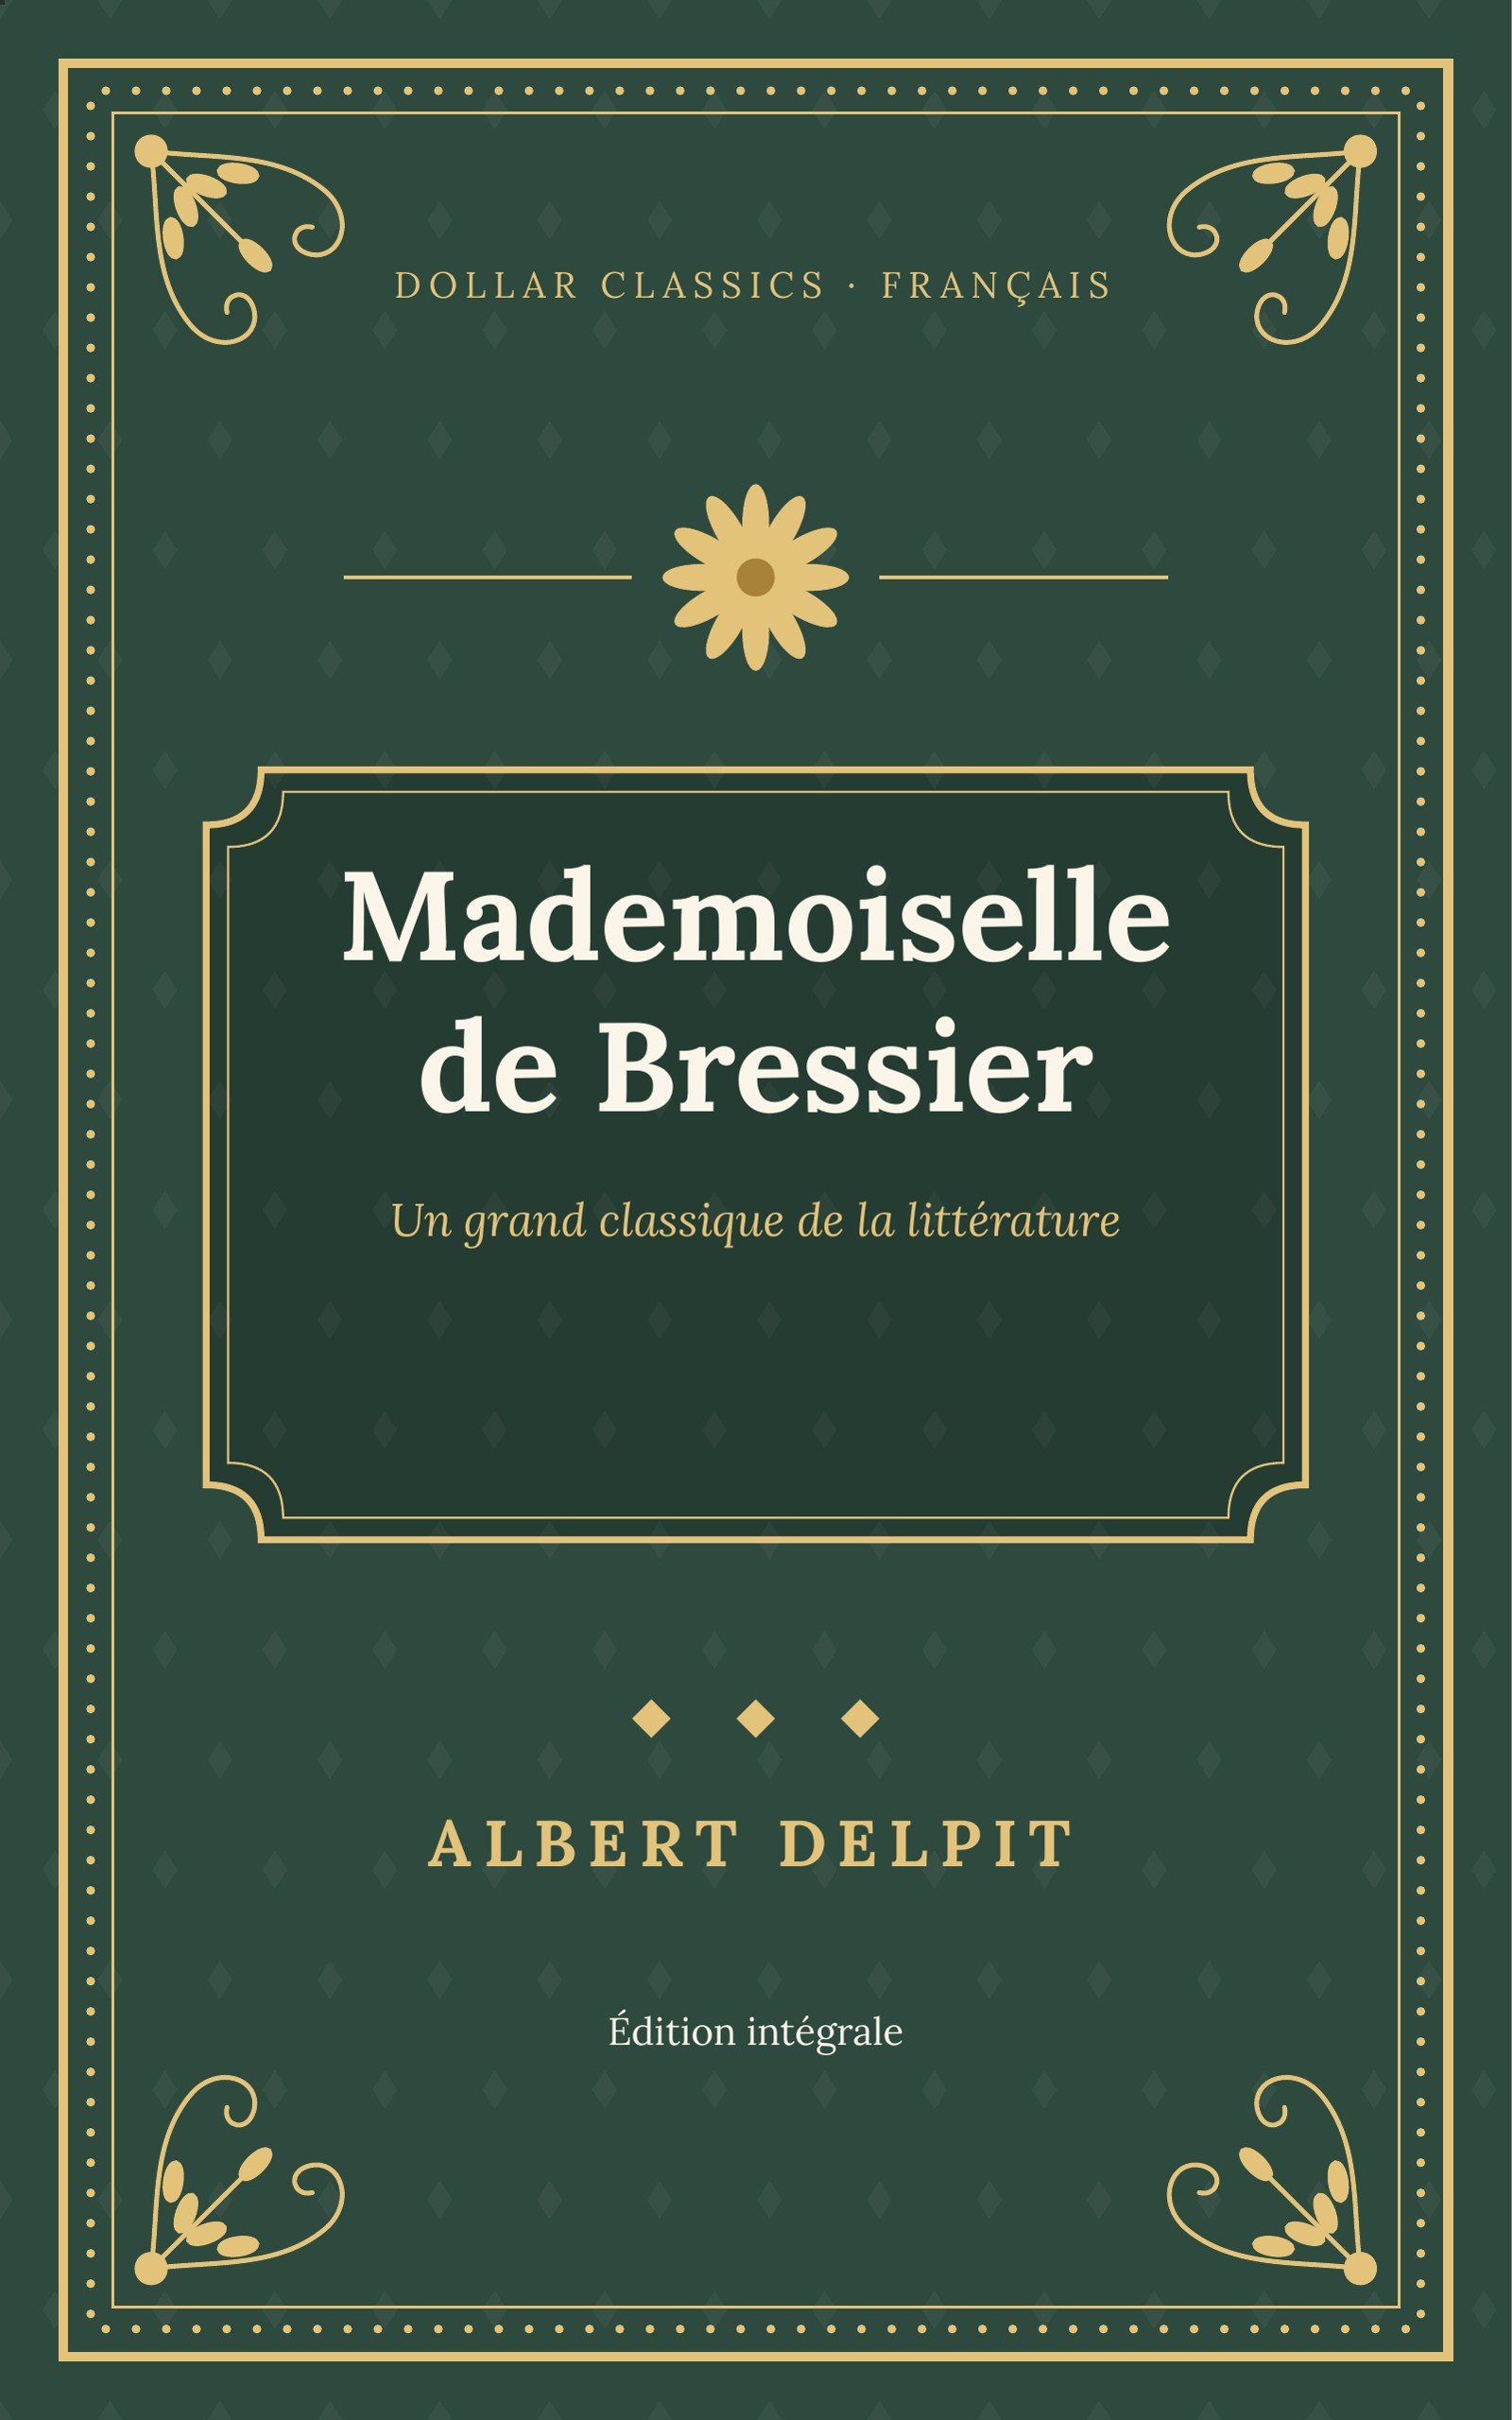 DOLLAR CLASSICS · FRANÇAIS
Mademoiselle
de Bressier
Un grand classique de la littérature
ALBERT DELPIT
Édition intégrale